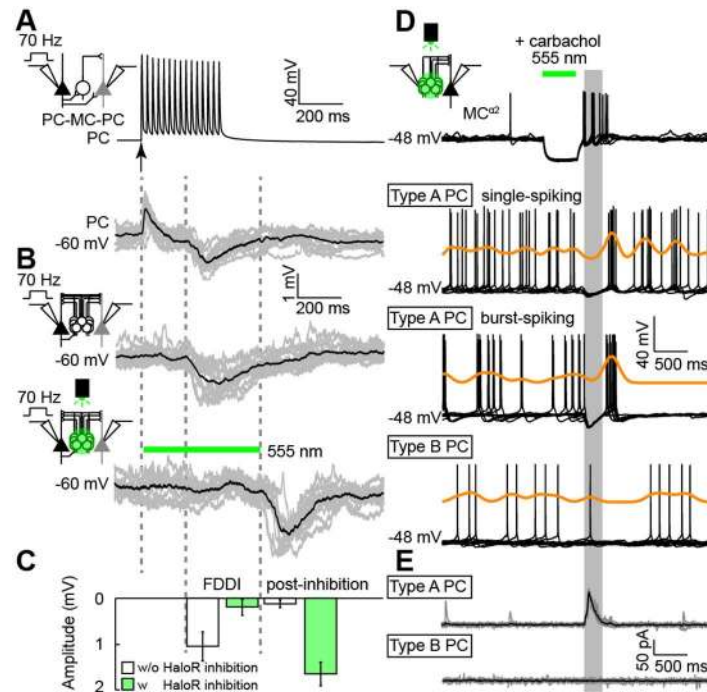 A
70 Hz
PC-MC-PC
PC
40 mV
200 ms
PC
-60 mV
B
70 Hz
1 mV
200 ms
-60 mV
70 Hz
555 nm
-60 mV
C
FDDI post-inhibition
Amplitude (mV)
0
1
2
w/o HaloR inhibition
w HaloR inhibition
D
+ carbachol
555 nm
MCα2
-48 mV
Type A PC single-spiking
-48 mV
Type A PC burst-spiking
40 mV
500 ms
-48 mV
Type B PC
-48 mV
E
Type A PC
Type B PC
50 pA
500 ms